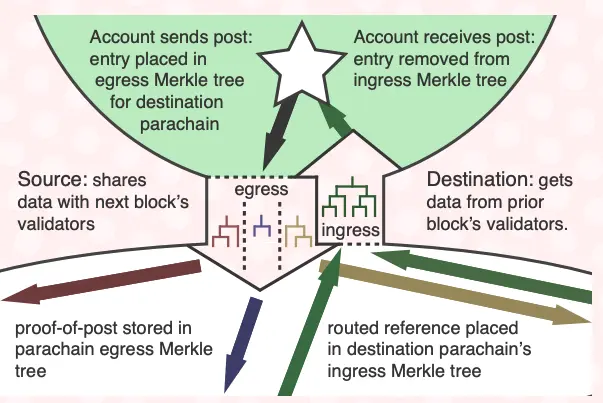 Account sends post:
entry placed in
egress Merkle tree
for destination
parachain
Account receives post:
entry removed from
ingress Merkle tree
Source: shares
data with next block's
validators
egress
ingress
Destination: gets
data from prior
block's validators.
proof-of-post stored in
parachain egress Merkle
tree
routed reference placed
in destination parachain's
ingress Merkle tree